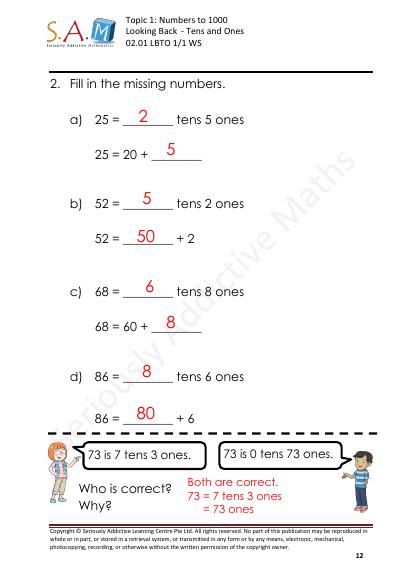 S.A.M
Seriously Addictive Mathematics
Topic 1: Numbers to 1000
Looking Back - Tens and Ones
02.01 LBTO 1/1 WS
2. Fill in the missing numbers.
a) 25 = 2 tens 5 ones
25 = 20 + 5
b) 52 = 5 tens 2 ones
52 = 50 + 2
c) 68 = 6 tens 8 ones
68 = 60 + 8
d) 86 = 8 tens 6 ones
86 = 80 + 6
Seriously Addictive Maths
73 is 7 tens 3 ones.
73 is 0 tens 73 ones.
Who is correct?
Why?
Both are correct.
73 = 7 tens 3 ones
= 73 ones
Copyright © Seriously Addictive Learning Centre Pte Ltd. All rights reserved. No part of this publication may be reproduced in
whole or in part, or stored in a retrieval system, or transmitted in any form or by any means, electronic, mechanical,
photocopying, recording, or otherwise without the written permission of the copyright owner.
12